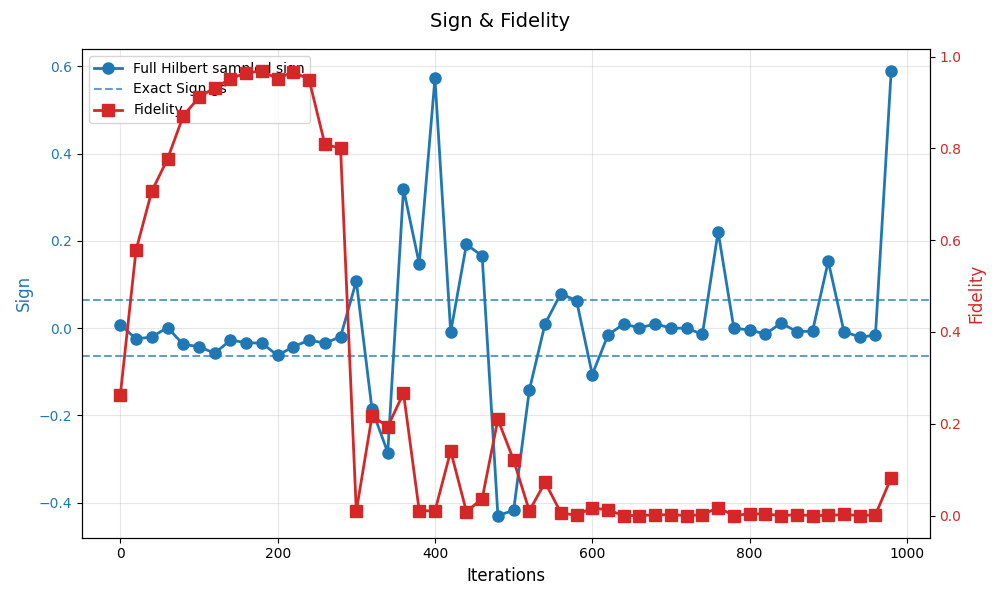 Sign & Fidelity
Full Hilbert sampled sign
Exact Sign
Fidelity
0.6
0.4
0.2
0.0
−0.2
−0.4
Sign
1.0
0.8
0.6
0.4
0.2
0.0
Fidelity
0 200 400 600 800 1000
Iterations